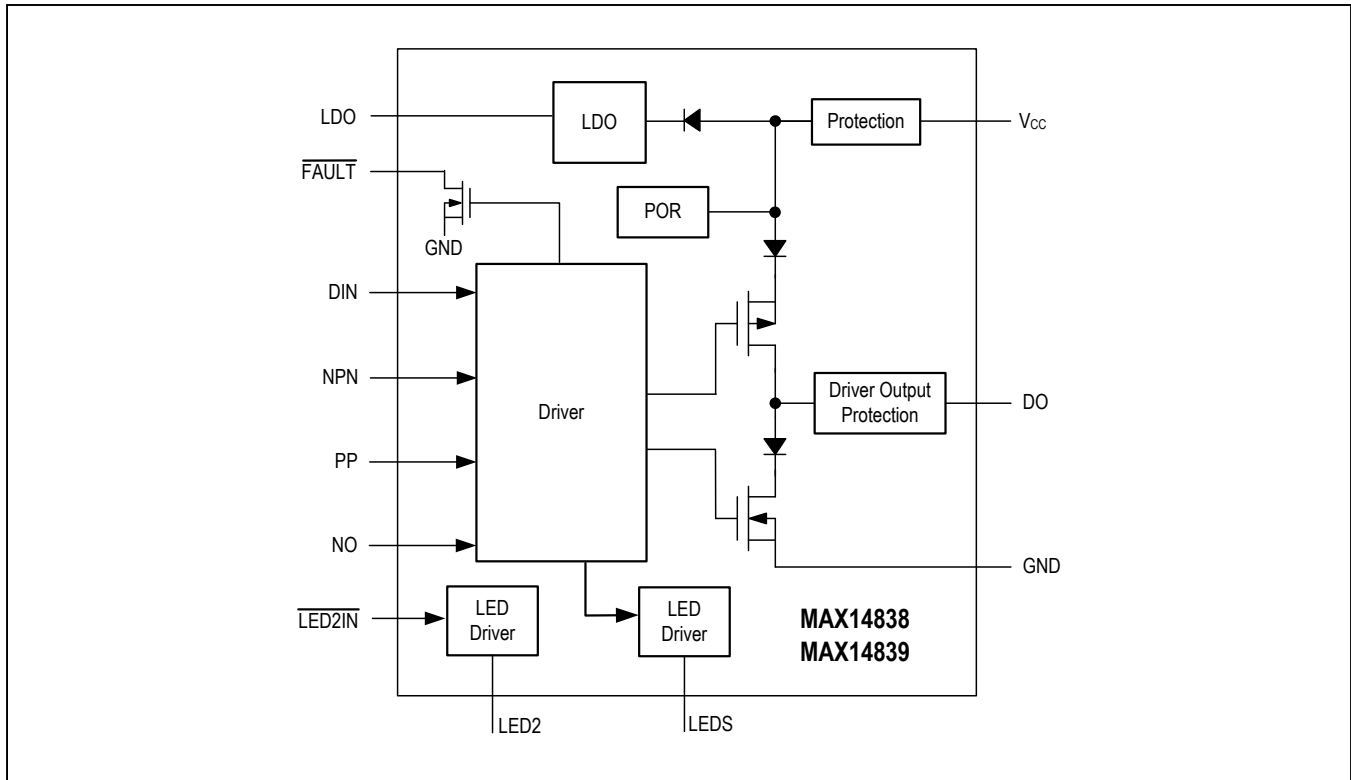 LDO
LDO
Protection
VCC
FAULT
POR
GND
DIN
NPN
Driver
Driver Output
Protection
DO
PP
NO
GND
LED2IN
LED
Driver
LED
Driver
MAX14838
MAX14839
LED2
LEDS